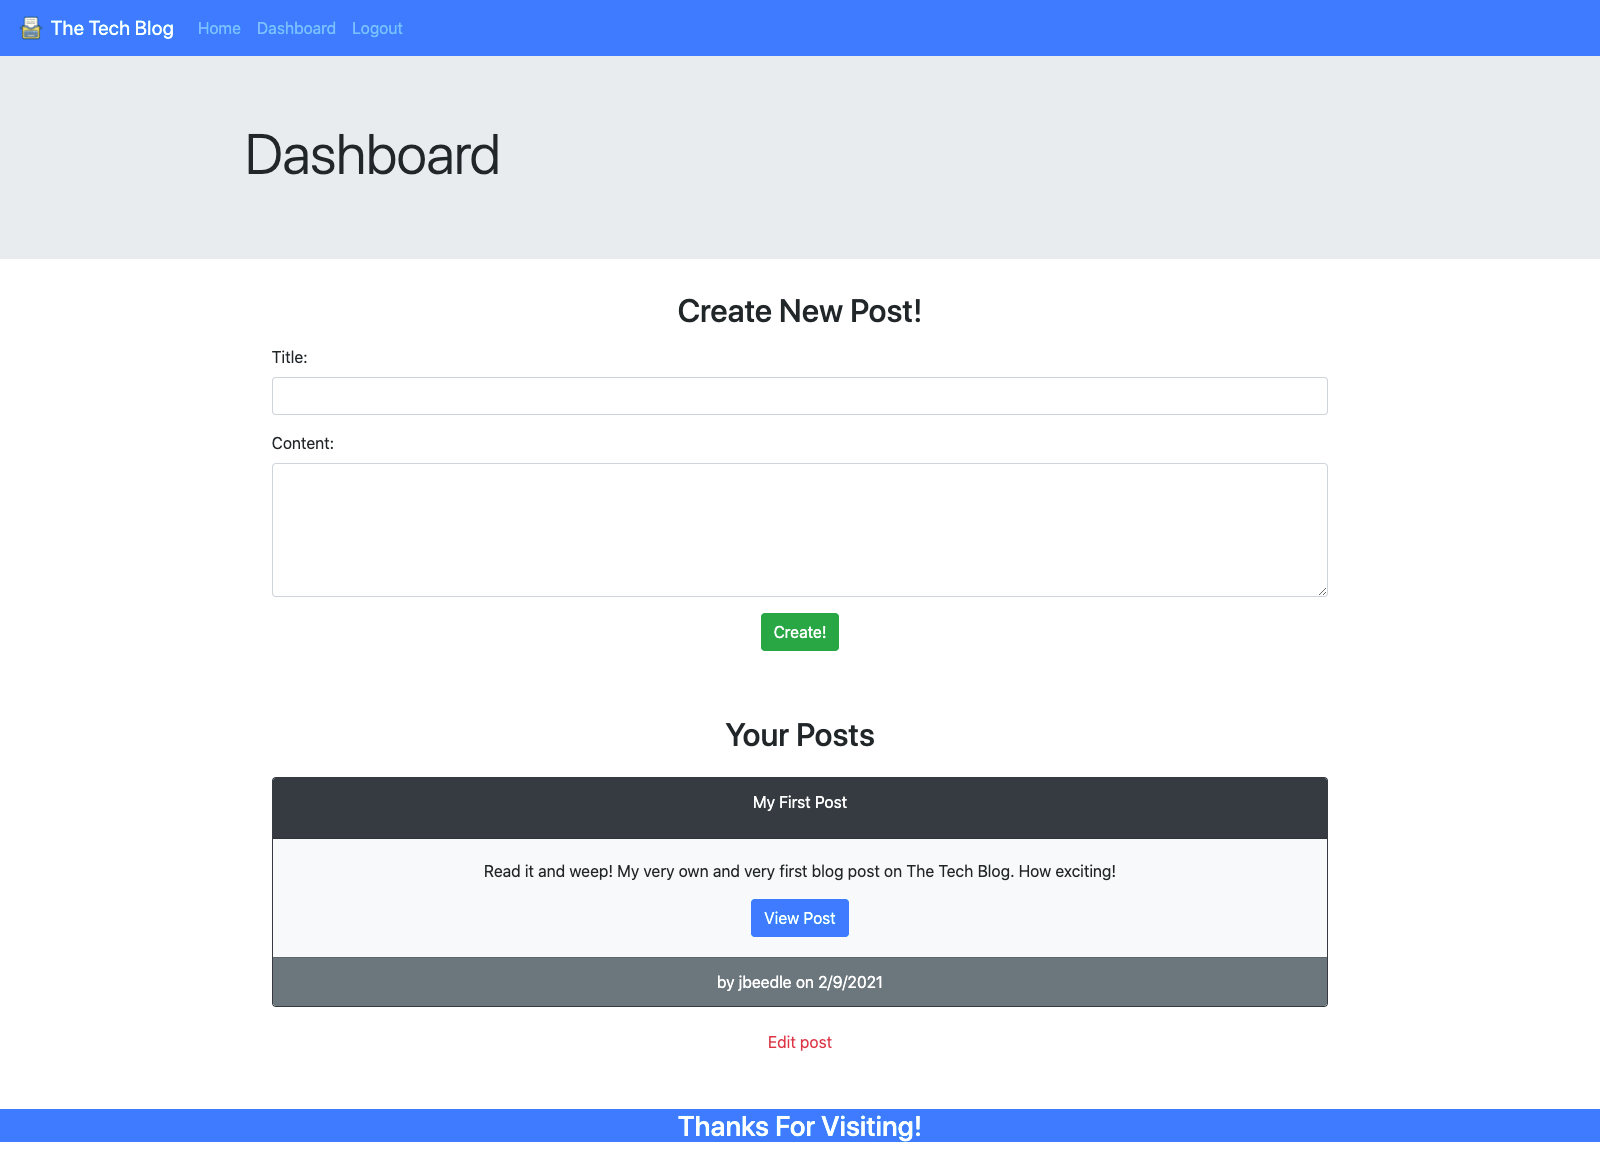 The Tech Blog Home Dashboard Logout
Dashboard
Create New Post!
Title:
Content:
Create!
Your Posts
My First Post
Read it and weep! My very own and very first blog post on The Tech Blog. How exciting!
View Post
by jbeedle on 2/9/2021
Edit post
Thanks For Visiting!